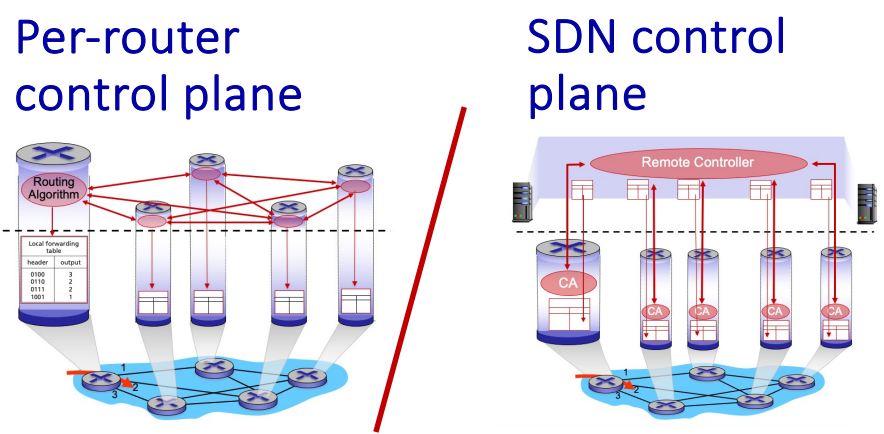 Per-router
control plane
SDN control
plane
Routing
Algorithm
Local forwarding
table
header output
0100 3
0110 2
0111 2
1001 1
1
2
3
Remote Controller
CA
CA
CA
CA
CA
1
2
3